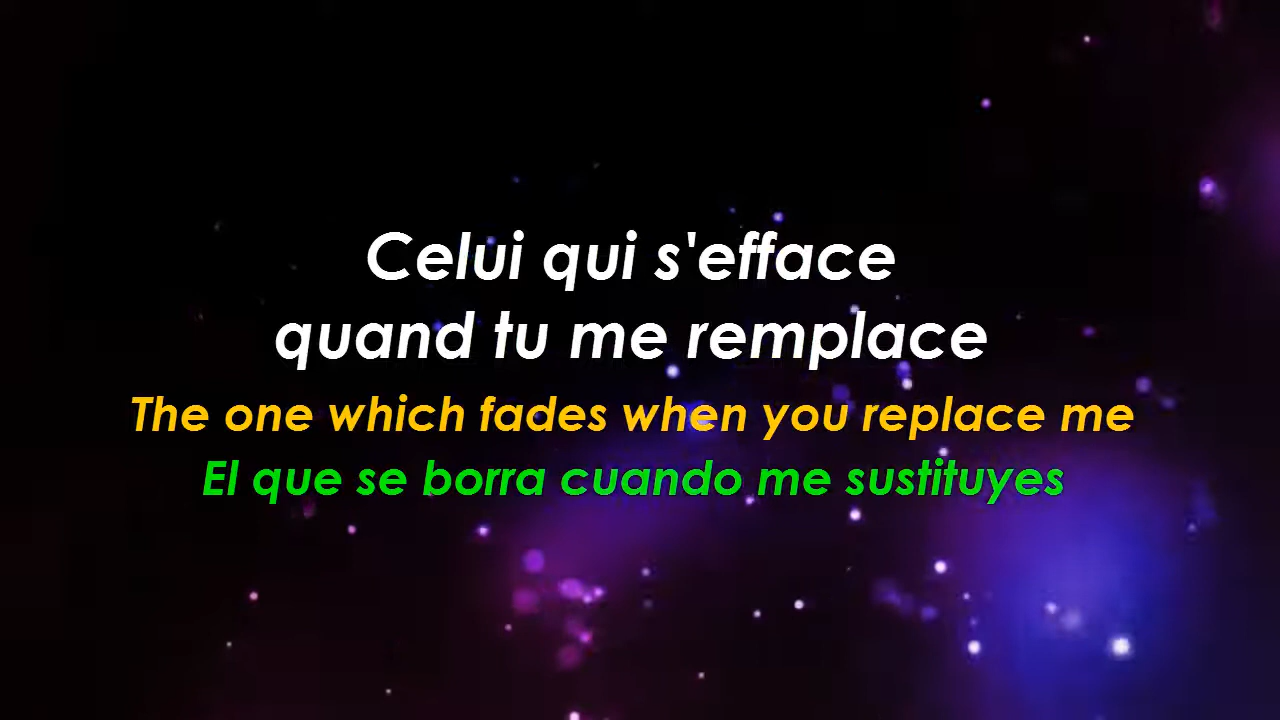 Celui qui s'efface
quand tu me remplace
The one which fades when you replace me
El que se borra cuando me sustituyes